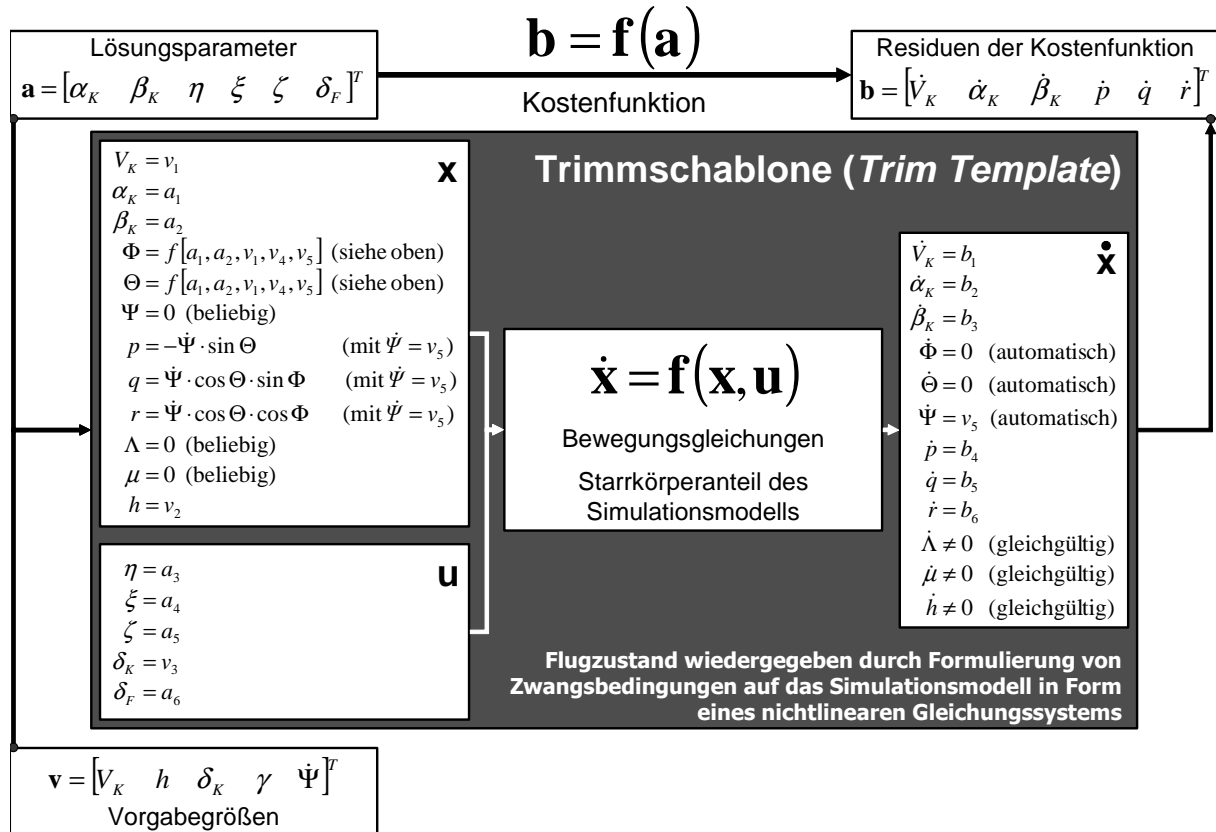 Lösungsparameter
𝐚 = [α_K β_K η ξ ζ δ_F]^T
𝐛 = 𝐟(𝐚)
Kostenfunktion
Residuen der Kostenfunktion
𝐛 = [V̇_K α̇_K β̇_K ṗ q̇ ṙ]^T
Trimmschablone (Trim Template)
x
V_K = v_1
α_K = a_1
β_K = a_2
Φ = f[a_1, a_2, v_1, v_4, v_5] (siehe oben)
Θ = f[a_1, a_2, v_1, v_4, v_5] (siehe oben)
Ψ = 0 (beliebig)
p = −Ψ̇ · sin Θ (mit Ψ̇ = v_5)
q = Ψ̇ · cos Θ · sin Φ (mit Ψ̇ = v_5)
r = Ψ̇ · cos Θ · cos Φ (mit Ψ̇ = v_5)
Λ = 0 (beliebig)
μ = 0 (beliebig)
h = v_2
u
η = a_3
ξ = a_4
ζ = a_5
δ_K = v_3
δ_F = a_6
ẋ = f(x, u)
Bewegungsgleichungen
Starrkörperanteil des
Simulationsmodells
ẋ
V̇_K = b_1
α̇_K = b_2
β̇_K = b_3
Φ̇ = 0 (automatisch)
Θ̇ = 0 (automatisch)
Ψ̇ = v_5 (automatisch)
ṗ = b_4
q̇ = b_5
ṙ = b_6
Λ̇ ≠ 0 (gleichgültig)
μ̇ ≠ 0 (gleichgültig)
ḣ ≠ 0 (gleichgültig)
Flugzustand wiedergegeben durch Formulierung von
Zwangsbedingungen auf das Simulationsmodell in Form
eines nichtlinearen Gleichungssystems
𝐯 = [V_K h δ_K γ Ψ̇]^T
Vorgabegrößen